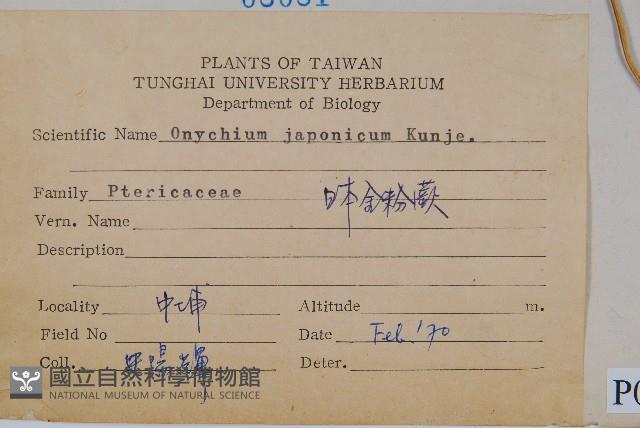 PLANTS OF TAIWAN
TUNGHAI UNIVERSITY HERBARIUM
Department of Biology
Scientific Name Onychium japonicum Kunje.
Family Ptericaceae 日本金粉蕨
Vern. Name
Description
Locality 中埔 Altitude m.
Field No Date Feb. '70
Coll. Deter.
國立自然科學博物館
NATIONAL MUSEUM OF NATURAL SCIENCE